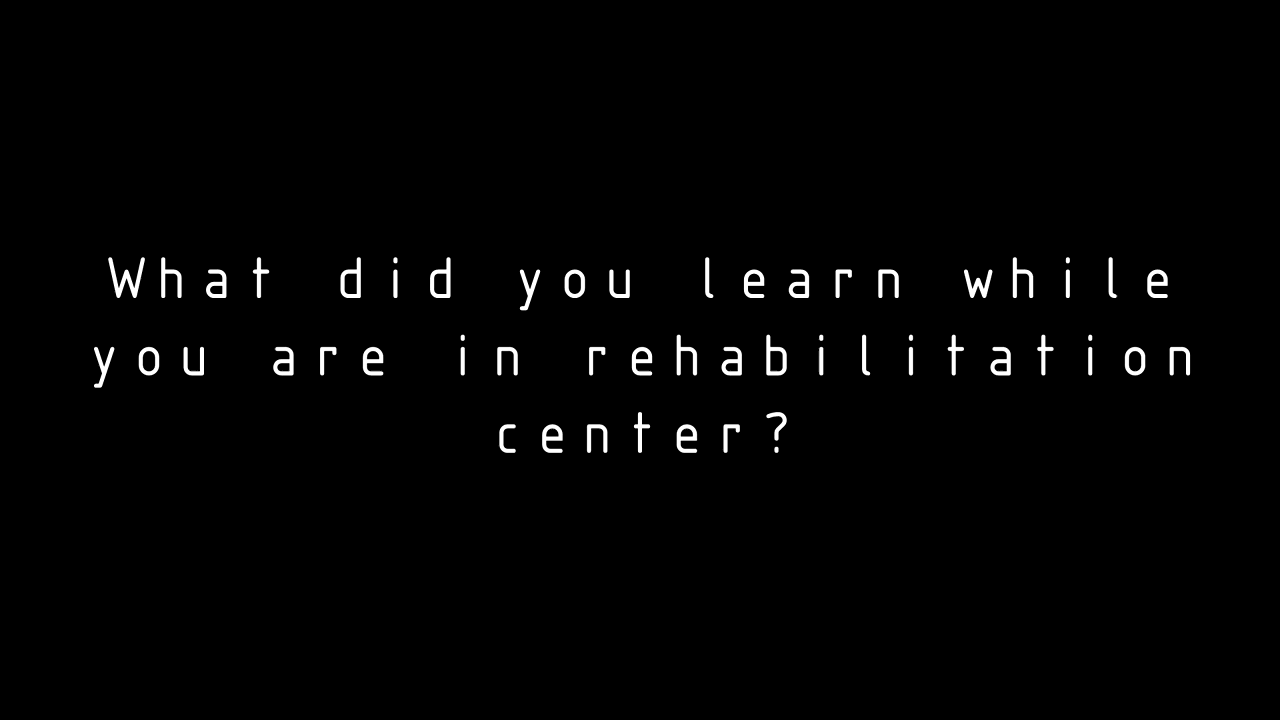 What did you learn while
you are in rehabilitation
center?